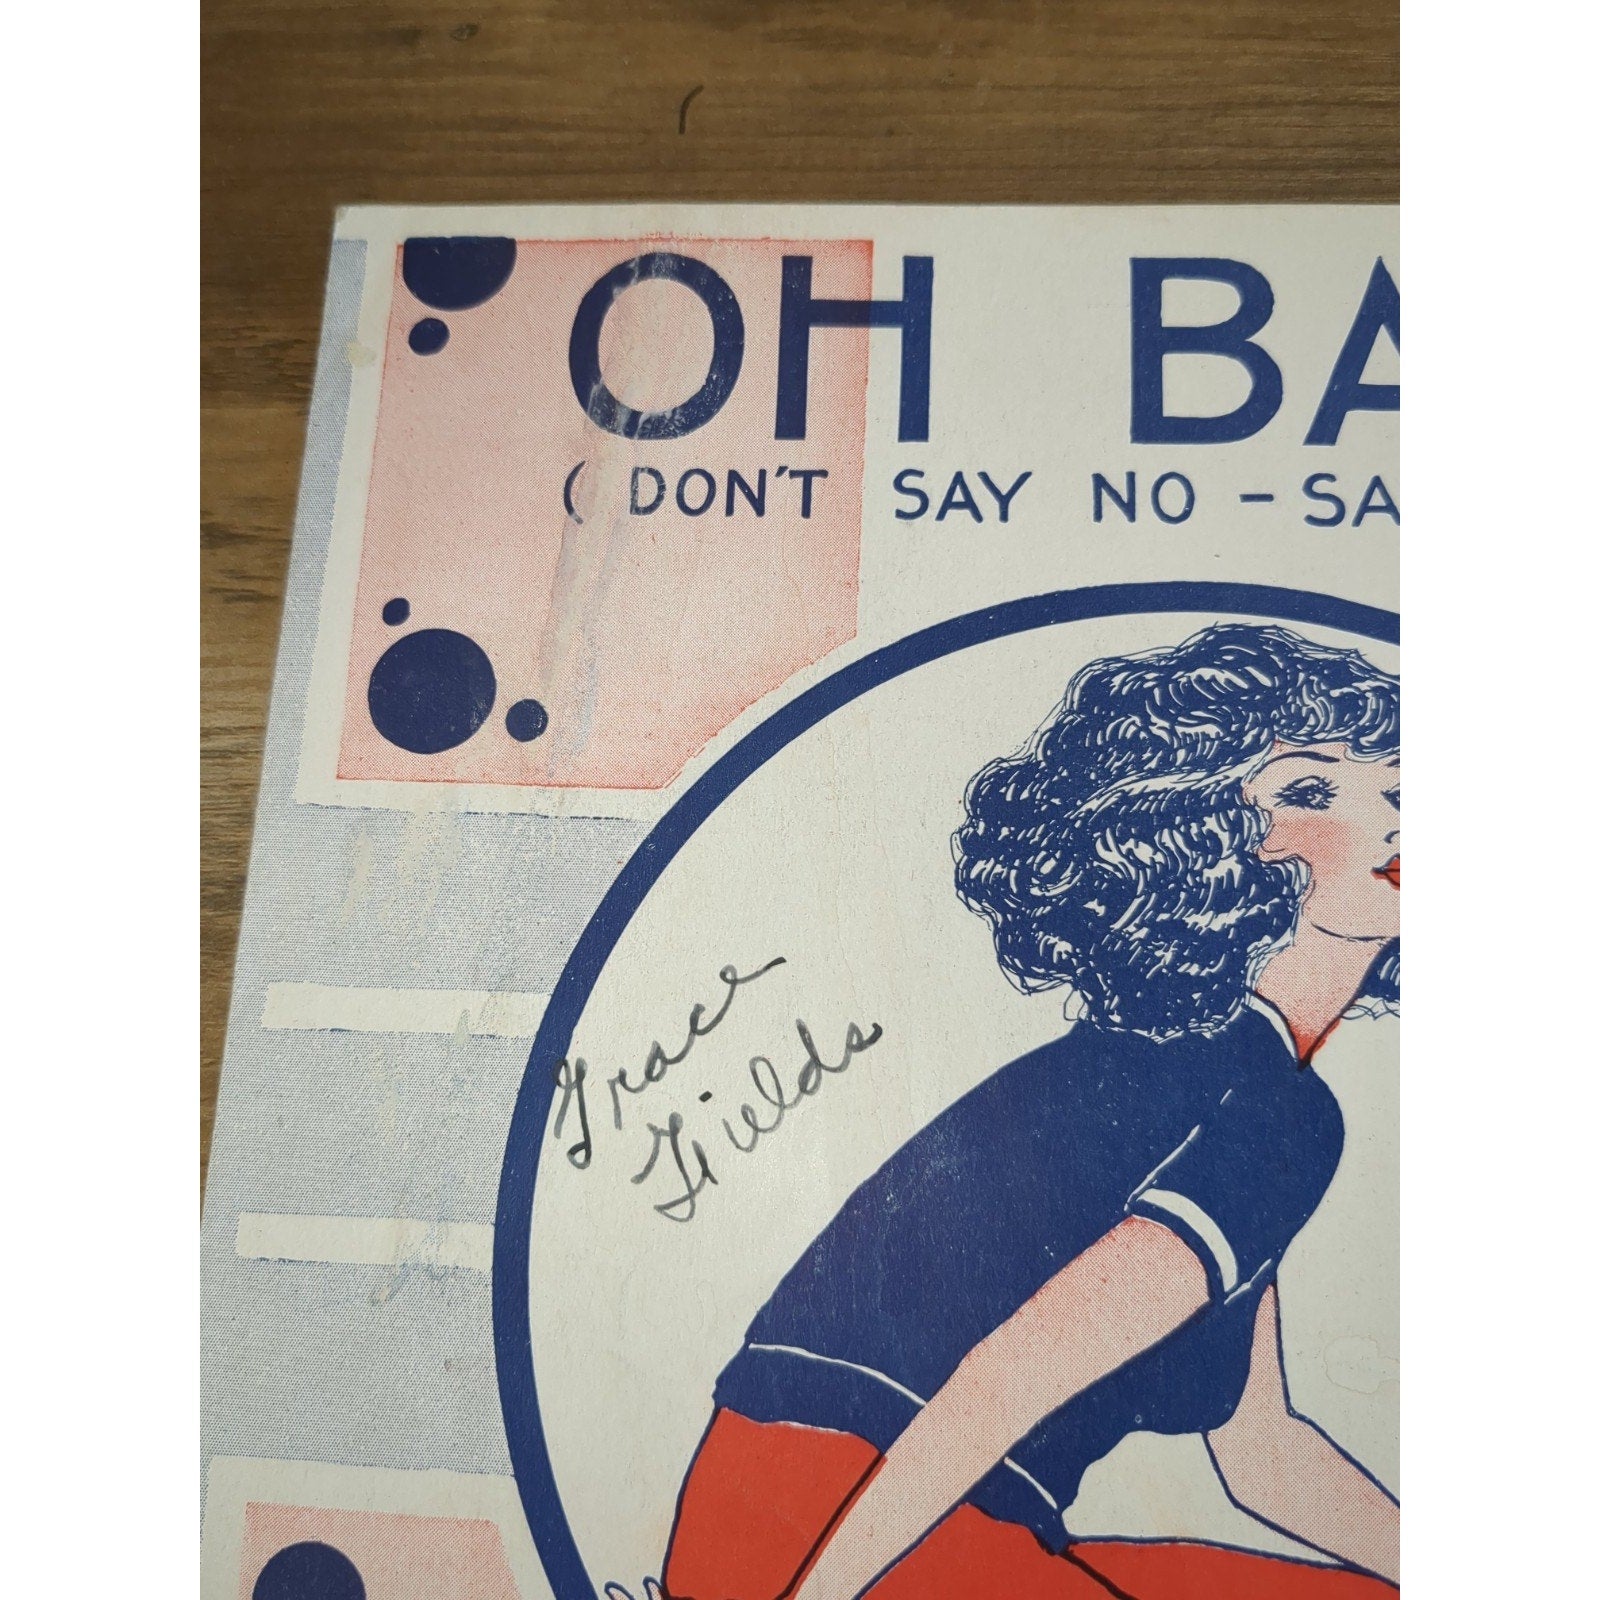 OH BA
(DON'T SAY NO - SA
Grace
Fields